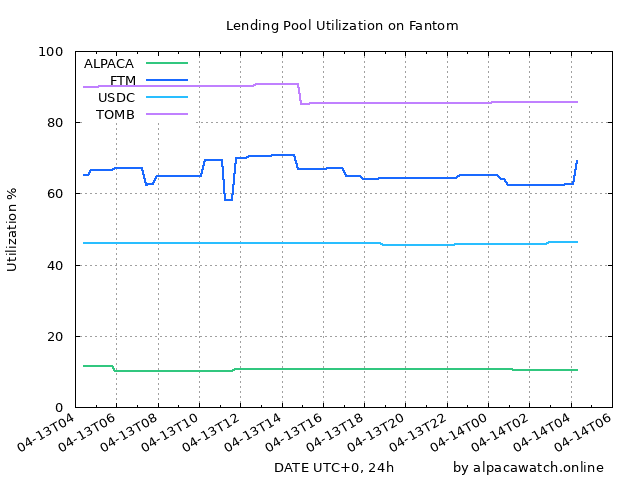 Lending Pool Utilization on Fantom
Utilization %
100
80
60
40
20
0
ALPACA
FTM
USDC
TOMB
04-13T04
04-13T06
04-13T08
04-13T10
04-13T12
04-13T14
04-13T16
04-13T18
04-13T20
04-13T22
04-14T00
04-14T02
04-14T04
04-14T06
DATE UTC+0, 24h
by alpacawatch.online